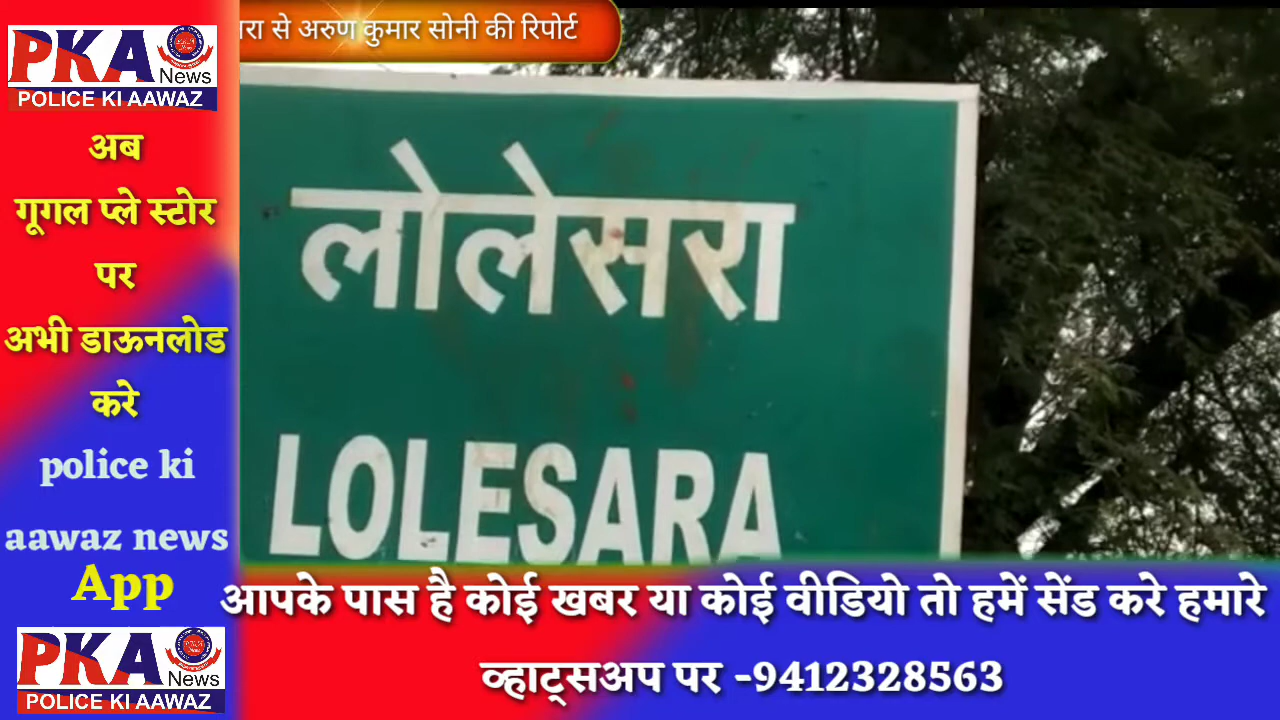 PKA
News
POLICE KI AAWAZ
अब
गूगल प्ले स्टोर
पर
अभी डाऊनलोड
करे
police ki
aawaz news
App
PKA
News
POLICE KI AAWAZ
से अरुण कुमार सोनी की रिपोर्ट
लोलेसरा
LOLESARA
आपके पास है कोई खबर या कोई वीडियो तो हमें सेंड करे हमारे
व्हाट्सअप पर -9412328563